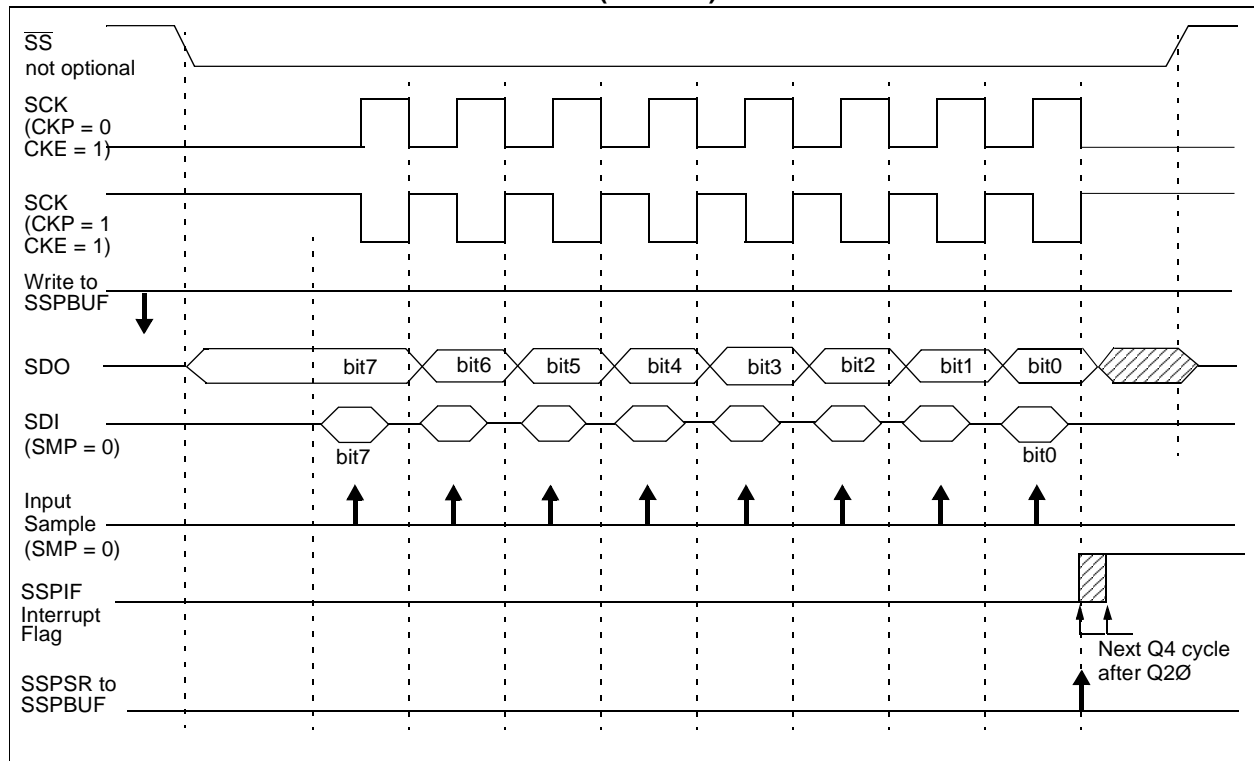 SS
not optional
SCK
(CKP = 0
CKE = 1)
SCK
(CKP = 1
CKE = 1)
Write to
SSPBUF
SDO
bit7
bit6
bit5
bit4
bit3
bit2
bit1
bit0
SDI
(SMP = 0)
bit7
bit0
Input
Sample
(SMP = 0)
SSPIF
Interrupt
Flag
Next Q4 cycle
after Q2Ø
SSPSR to
SSPBUF